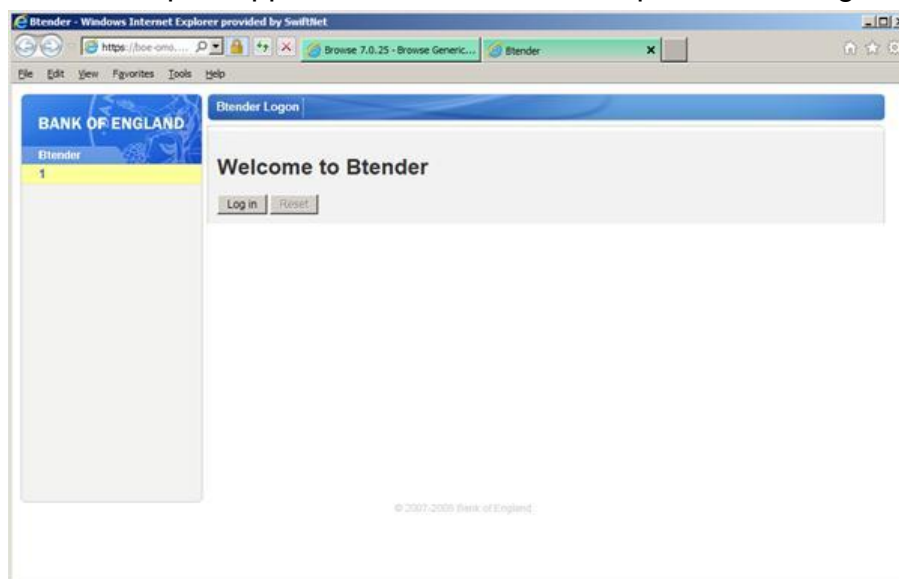 Btender - Windows Internet Explorer provided by SwiftNet
https://boe-omo....
Browse 7.0.25 - Browse Generic...
Btender
File Edit View Favorites Tools Help
BANK OF ENGLAND
Btender
1
Btender Logon
Welcome to Btender
Log in
Reset
© 2007-2008 Bank of England